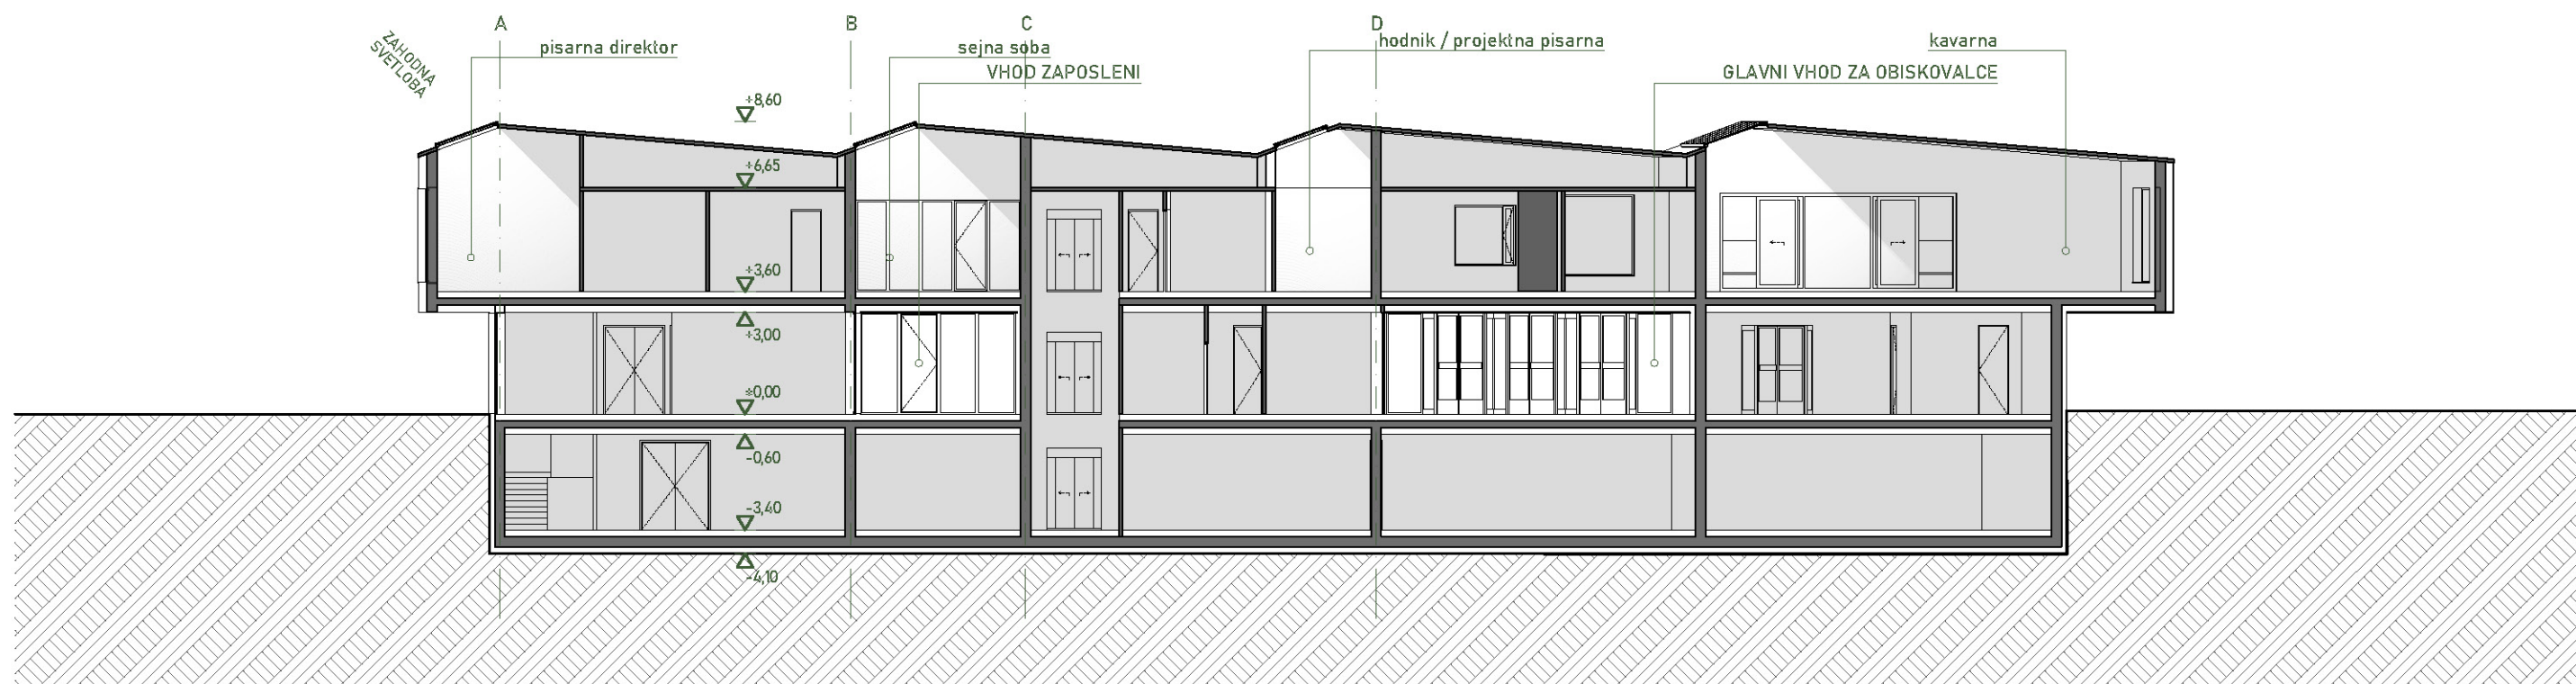 A
B
C
D
ZAHODNA
SVETLOBA
pisarna direktor
sejna soba
VHOD ZAPOSLENI
hodnik / projektna pisarna
GLAVNI VHOD ZA OBISKOVALCE
kavarna
+8,60
+6,65
+3,60
+3,00
±0,00
-0,60
-3,40
-4,10